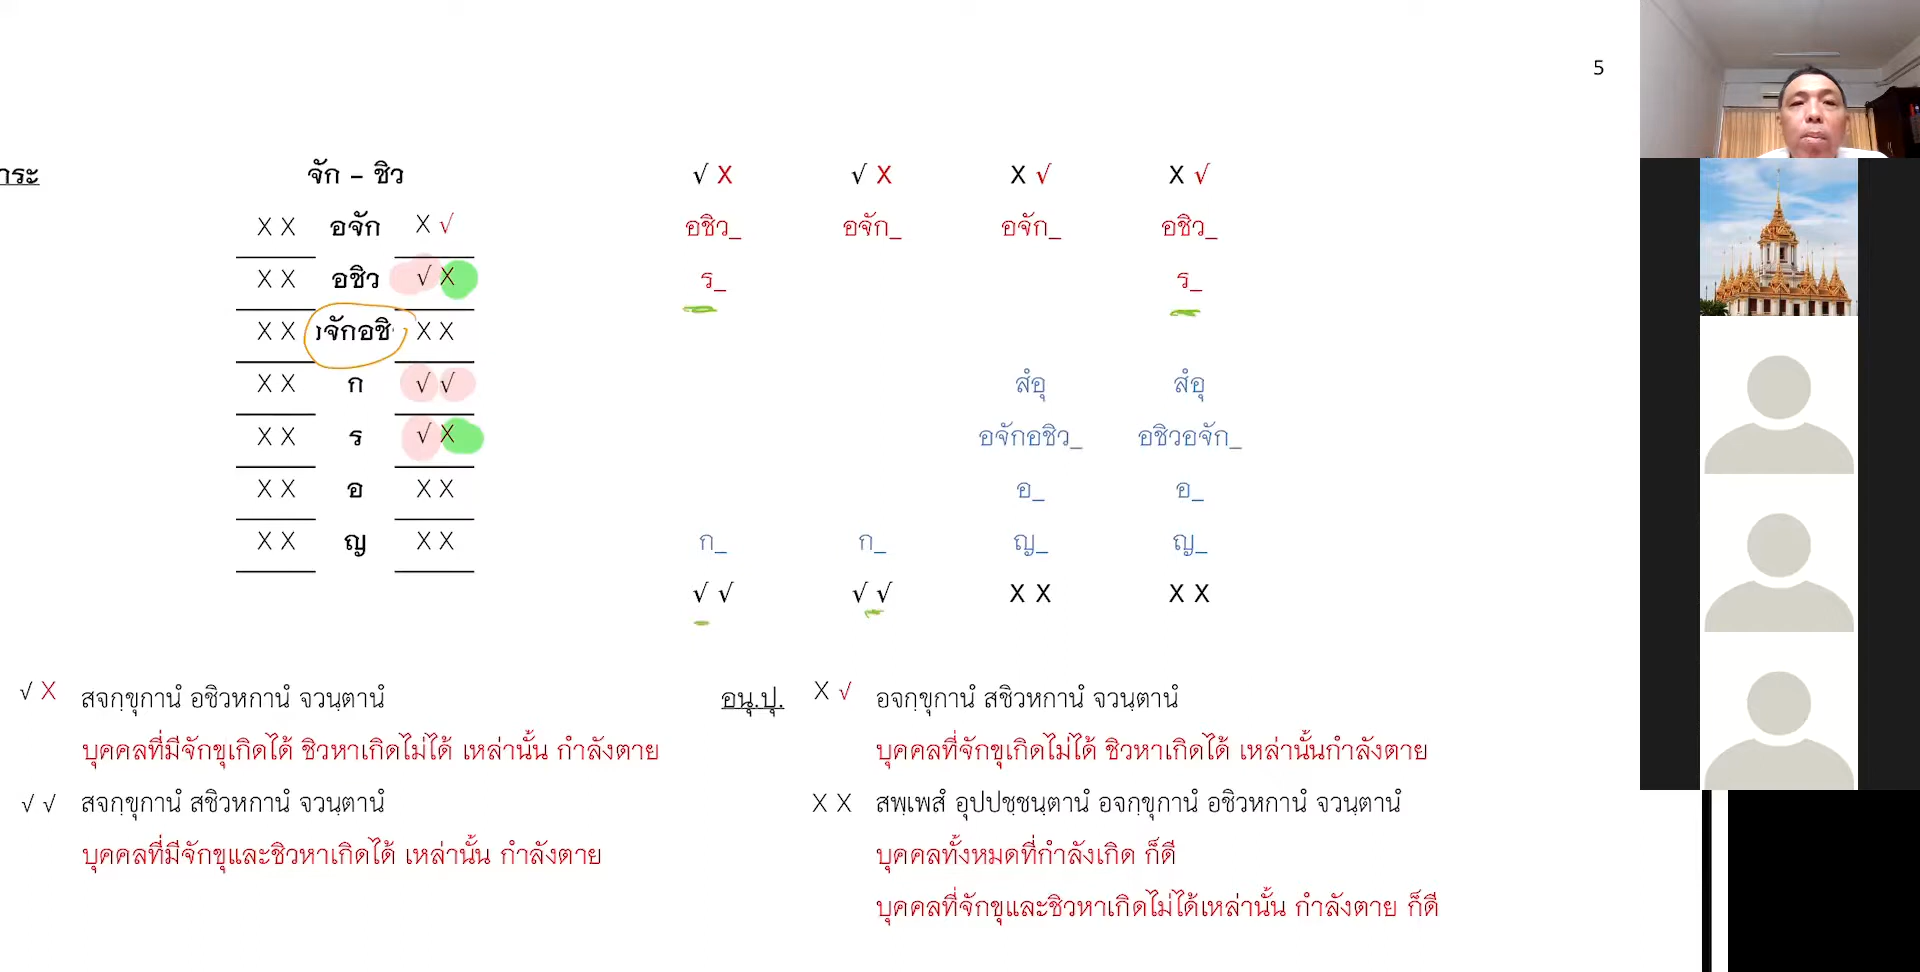 5
าระ
จัก – ชิว
√ X √ X X √ X √
X X อจัก X √
อชิว_ อจัก_ อจัก_ อชิว_
X X อชิว √ X
ร_ ร_
X X จักอชิ X X
X X ก √ √
สํอุ สํอุ
X X ร √ X
อจักอชิว_ อชิวอจัก_
X X อ X X
อ_ อ_
X X ญ X X
ก_ ก_ ญ_ ญ_
√ √ √ √ X X X X
√ X สจกฺขุกานํ อชิวหกานํ จวนฺตานํ
บุคคลที่มีจักขุเกิดได้ ชิวหาเกิดไม่ได้ เหล่านั้น กำลังตาย
√ √ สจกฺขุกานํ สชิวหกานํ จวนฺตานํ
บุคคลที่มีจักขุและชิวหาเกิดได้ เหล่านั้น กำลังตาย
อนุ.ปุ. X √ อจกฺขุกานํ สชิวหกานํ จวนฺตานํ
บุคคลที่จักขุเกิดไม่ได้ ชิวหาเกิดได้ เหล่านั้นกำลังตาย
X X สพฺเพสํ อุปปชฺชนฺตานํ อจกฺขุกานํ อชิวหกานํ จวนฺตานํ
บุคคลทั้งหมดที่กำลังเกิด ก็ดี
บุคคลที่จักขุและชิวหาเกิดไม่ได้เหล่านั้น กำลังตาย ก็ดี